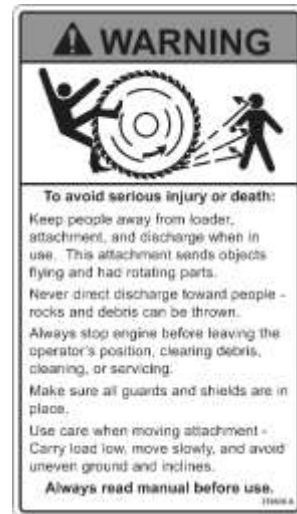 WARNING
To avoid serious injury or death:
Keep people away from loader,
attachment, and discharge when in
use. This attachment sends objects
flying and had rotating parts.
Never direct discharge toward people -
rocks and debris can be thrown.
Always stop engine before leaving the
operator's position, clearing debris,
cleaning, or servicing.
Make sure all guards and shields are in
place.
Use care when moving attachment -
Carry load low, move slowly, and avoid
uneven ground and inclines.
Always read manual before use.